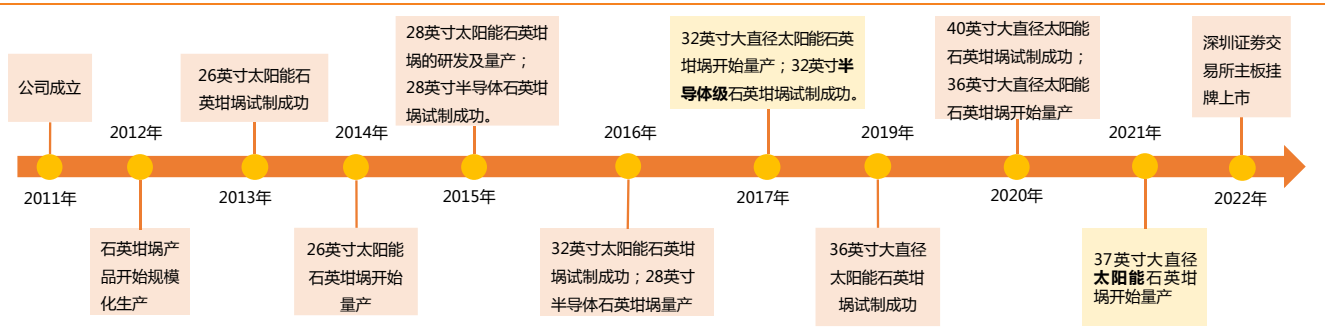 公司成立
26英寸太阳能石
英坩埚试制成功
28英寸太阳能石英坩
埚的研发及量产；
28英寸半导体石英坩
埚试制成功。
32英寸大直径太阳能石英
坩埚开始量产；32英寸半
导体级石英坩埚试制成功。
40英寸大直径太阳能
石英坩埚试制成功；
36英寸大直径太阳能
石英坩埚开始量产
深圳证券交
易所主板挂
牌上市
2012年
2014年
2016年
2019年
2021年
2011年
2013年
2015年
2017年
2020年
2022年
石英坩埚产
品开始规模
化生产
26英寸太阳能
石英坩埚开始
量产
32英寸太阳能石英坩
埚试制成功；28英寸
半导体石英坩埚量产
36英寸大直径
太阳能石英坩
埚试制成功
37英寸大直径
太阳能石英坩
埚开始量产